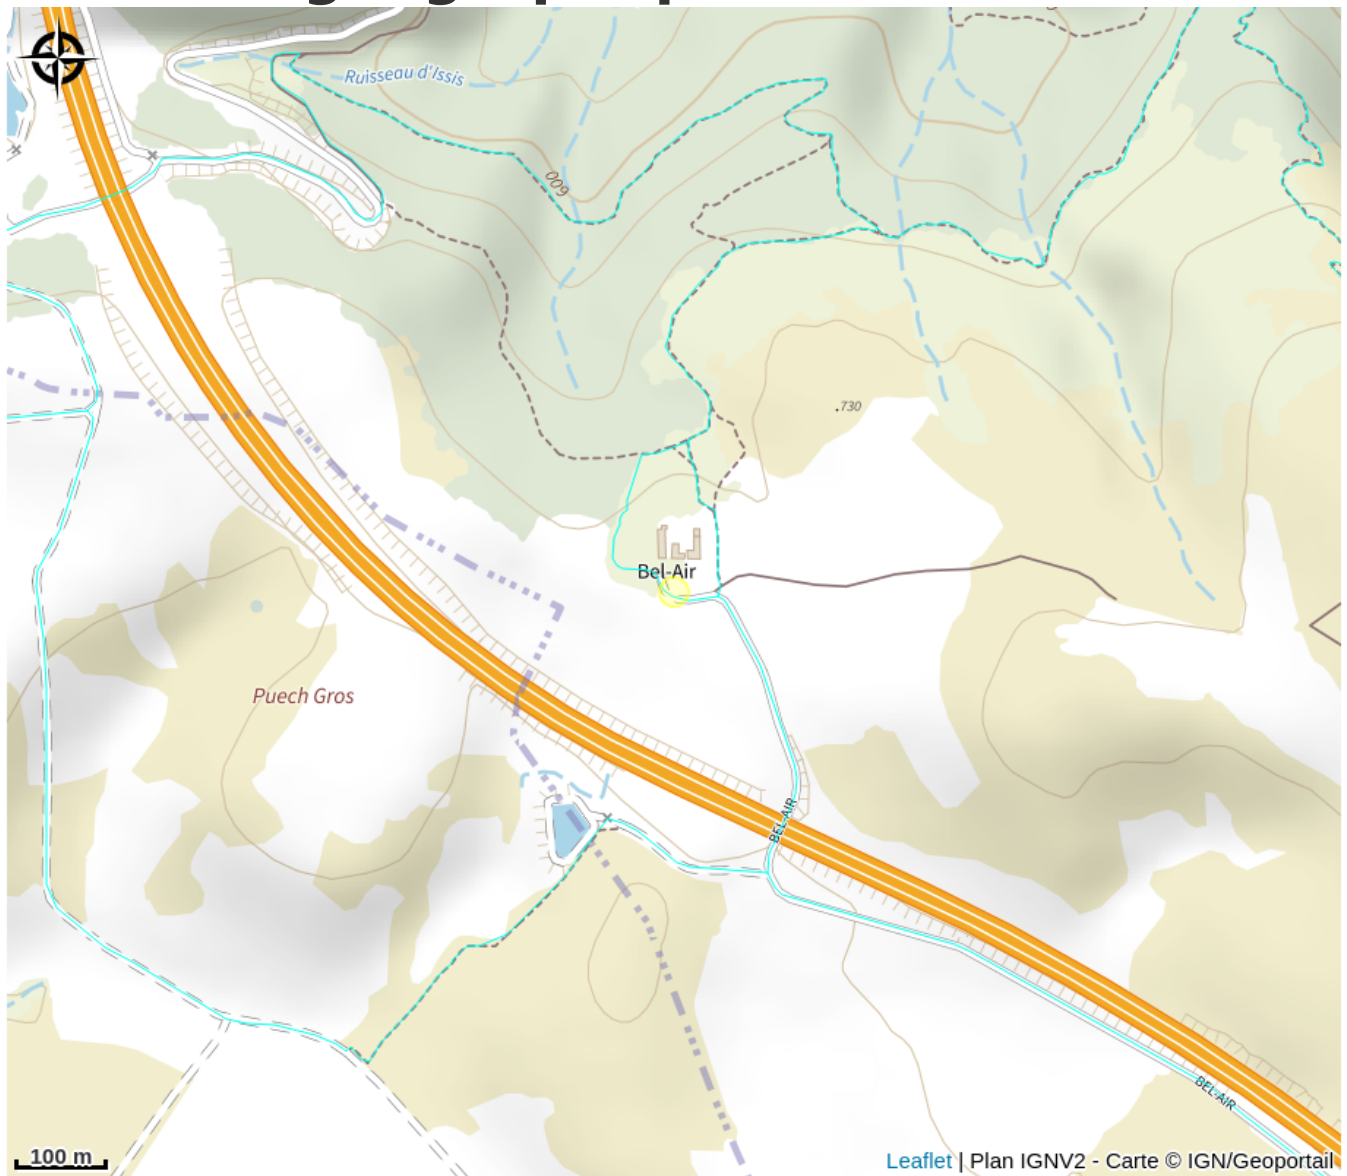 Ruisseau d'Issis
600
.730
Bel-Air
Puech Gros
BEL-AIR
BEL-AIR
100 m
Leaflet | Plan IGNV2 - Carte © IGN/Geoportail